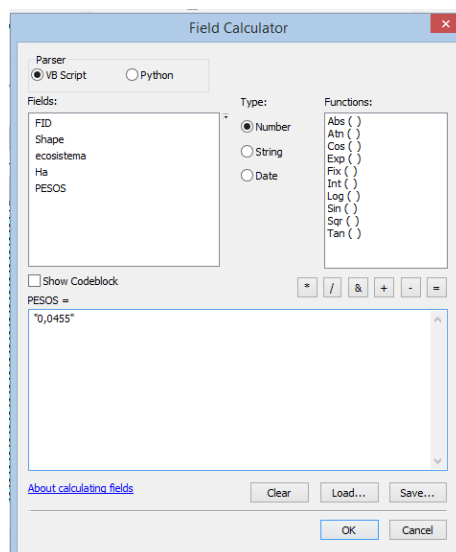 Field Calculator
Parser
VB Script Python
Fields: Type: Functions:
FID
Shape
ecosistema
Ha
PESOS
Number
String
Date
Abs ( )
Atn ( )
Cos ( )
Exp ( )
Fix ( )
Int ( )
Log ( )
Sin ( )
Sqr ( )
Tan ( )
Show Codeblock
* / & + - =
PESOS =
"0,0455"
About calculating fields Clear Load... Save...
OK Cancel